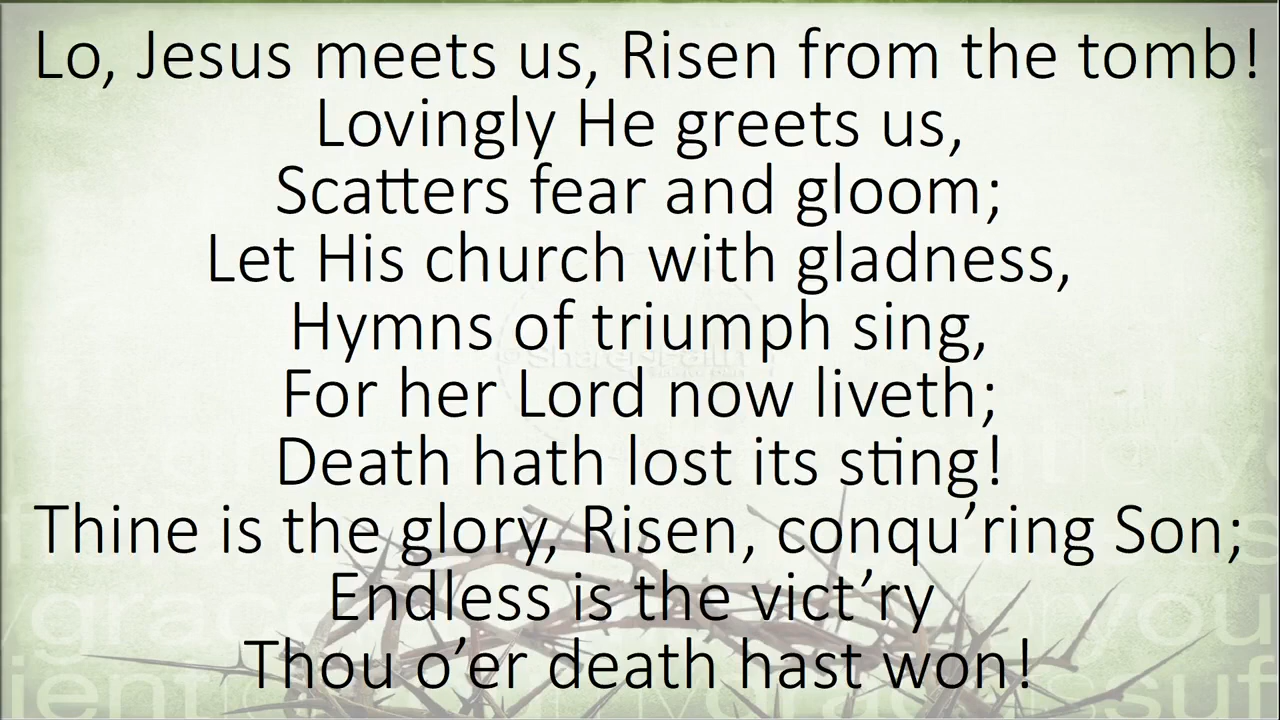 Lo, Jesus meets us, Risen from the tomb!
Lovingly He greets us,
Scatters fear and gloom;
Let His church with gladness,
Hymns of triumph sing,
For her Lord now liveth;
Death hath lost its sting!
Thine is the glory, Risen, conqu’ring Son;
Endless is the vict’ry
Thou o’er death hast won!